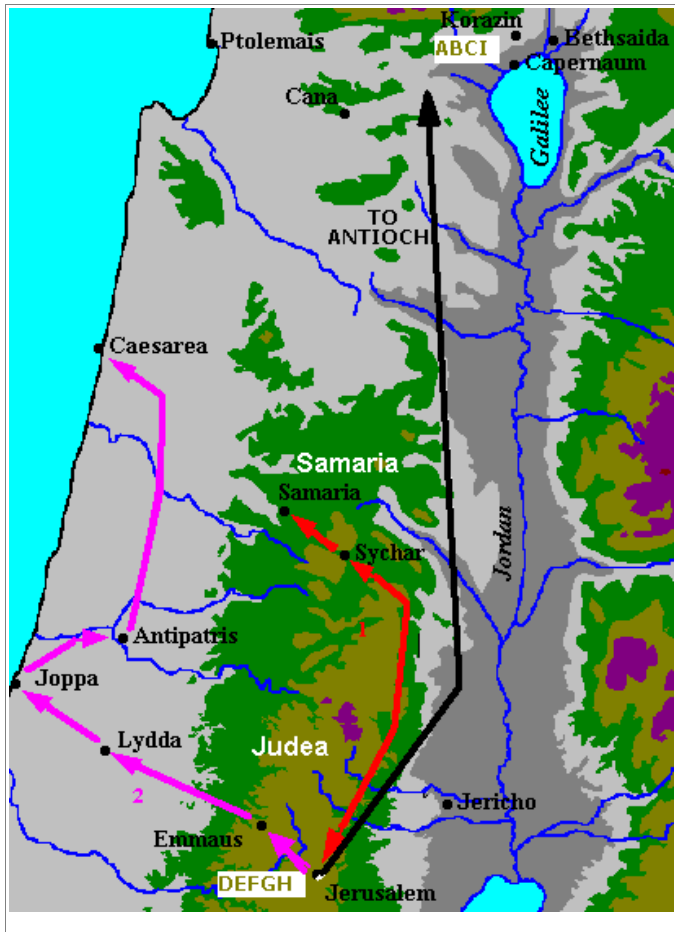 Korazin
Ptolemais
ABCI
Bethsaida
Capernaum
Cana
Galilee
TO
ANTIOCH
Caesarea
Samaria
Samaria
Sychar
Jordan
1
Antipatris
Joppa
Lydda
Judea
2
Jericho
Emmaus
DEFGH
Jerusalem